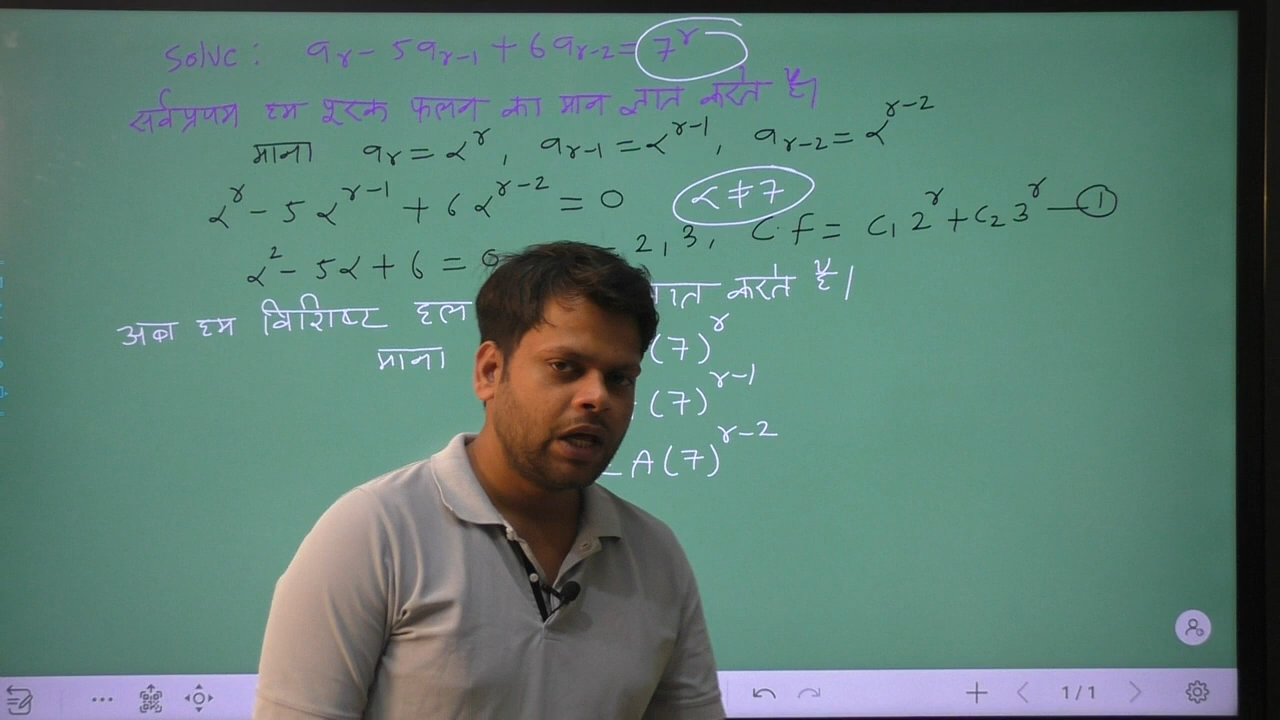 Solve: aᵣ - 5aᵣ₋₁ + 6aᵣ₋₂ = 7ʳ
सर्वप्रथम हम पूरक फलन का मान ज्ञात करते है।
माना aᵣ = αʳ, aᵣ₋₁ = αʳ⁻¹, aᵣ₋₂ = αʳ⁻²
αʳ - 5αʳ⁻¹ + 6αʳ⁻² = 0 α ≠ 7
α² - 5α + 6 = 0 2, 3, C.f = C₁2ʳ + C₂3ʳ — ①
अब हम विशिष्ट हल करते है।
माना (7)ʳ
(7)ʳ⁻¹
= A(7)ʳ⁻²
1/1